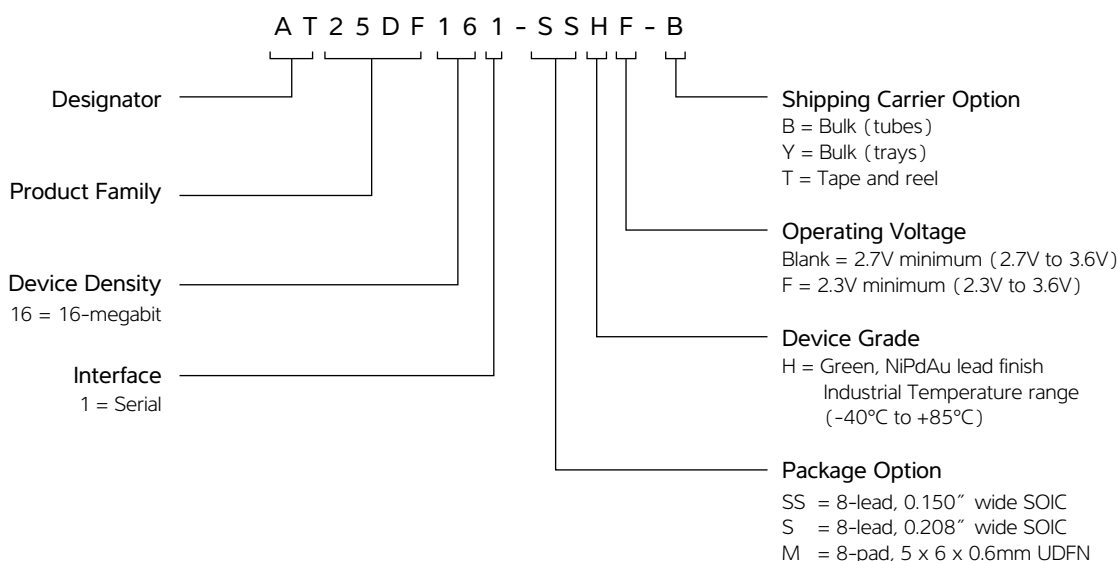 AT25DF161-SSHF-B
Designator
Product Family
Device Density
16 = 16-megabit
Interface
1 = Serial
Shipping Carrier Option
B = Bulk (tubes)
Y = Bulk (trays)
T = Tape and reel
Operating Voltage
Blank = 2.7V minimum (2.7V to 3.6V)
F = 2.3V minimum (2.3V to 3.6V)
Device Grade
H = Green, NiPdAu lead finish
Industrial Temperature range
(-40°C to +85°C)
Package Option
SS = 8-lead, 0.150″ wide SOIC
S = 8-lead, 0.208″ wide SOIC
M = 8-pad, 5 x 6 x 0.6mm UDFN